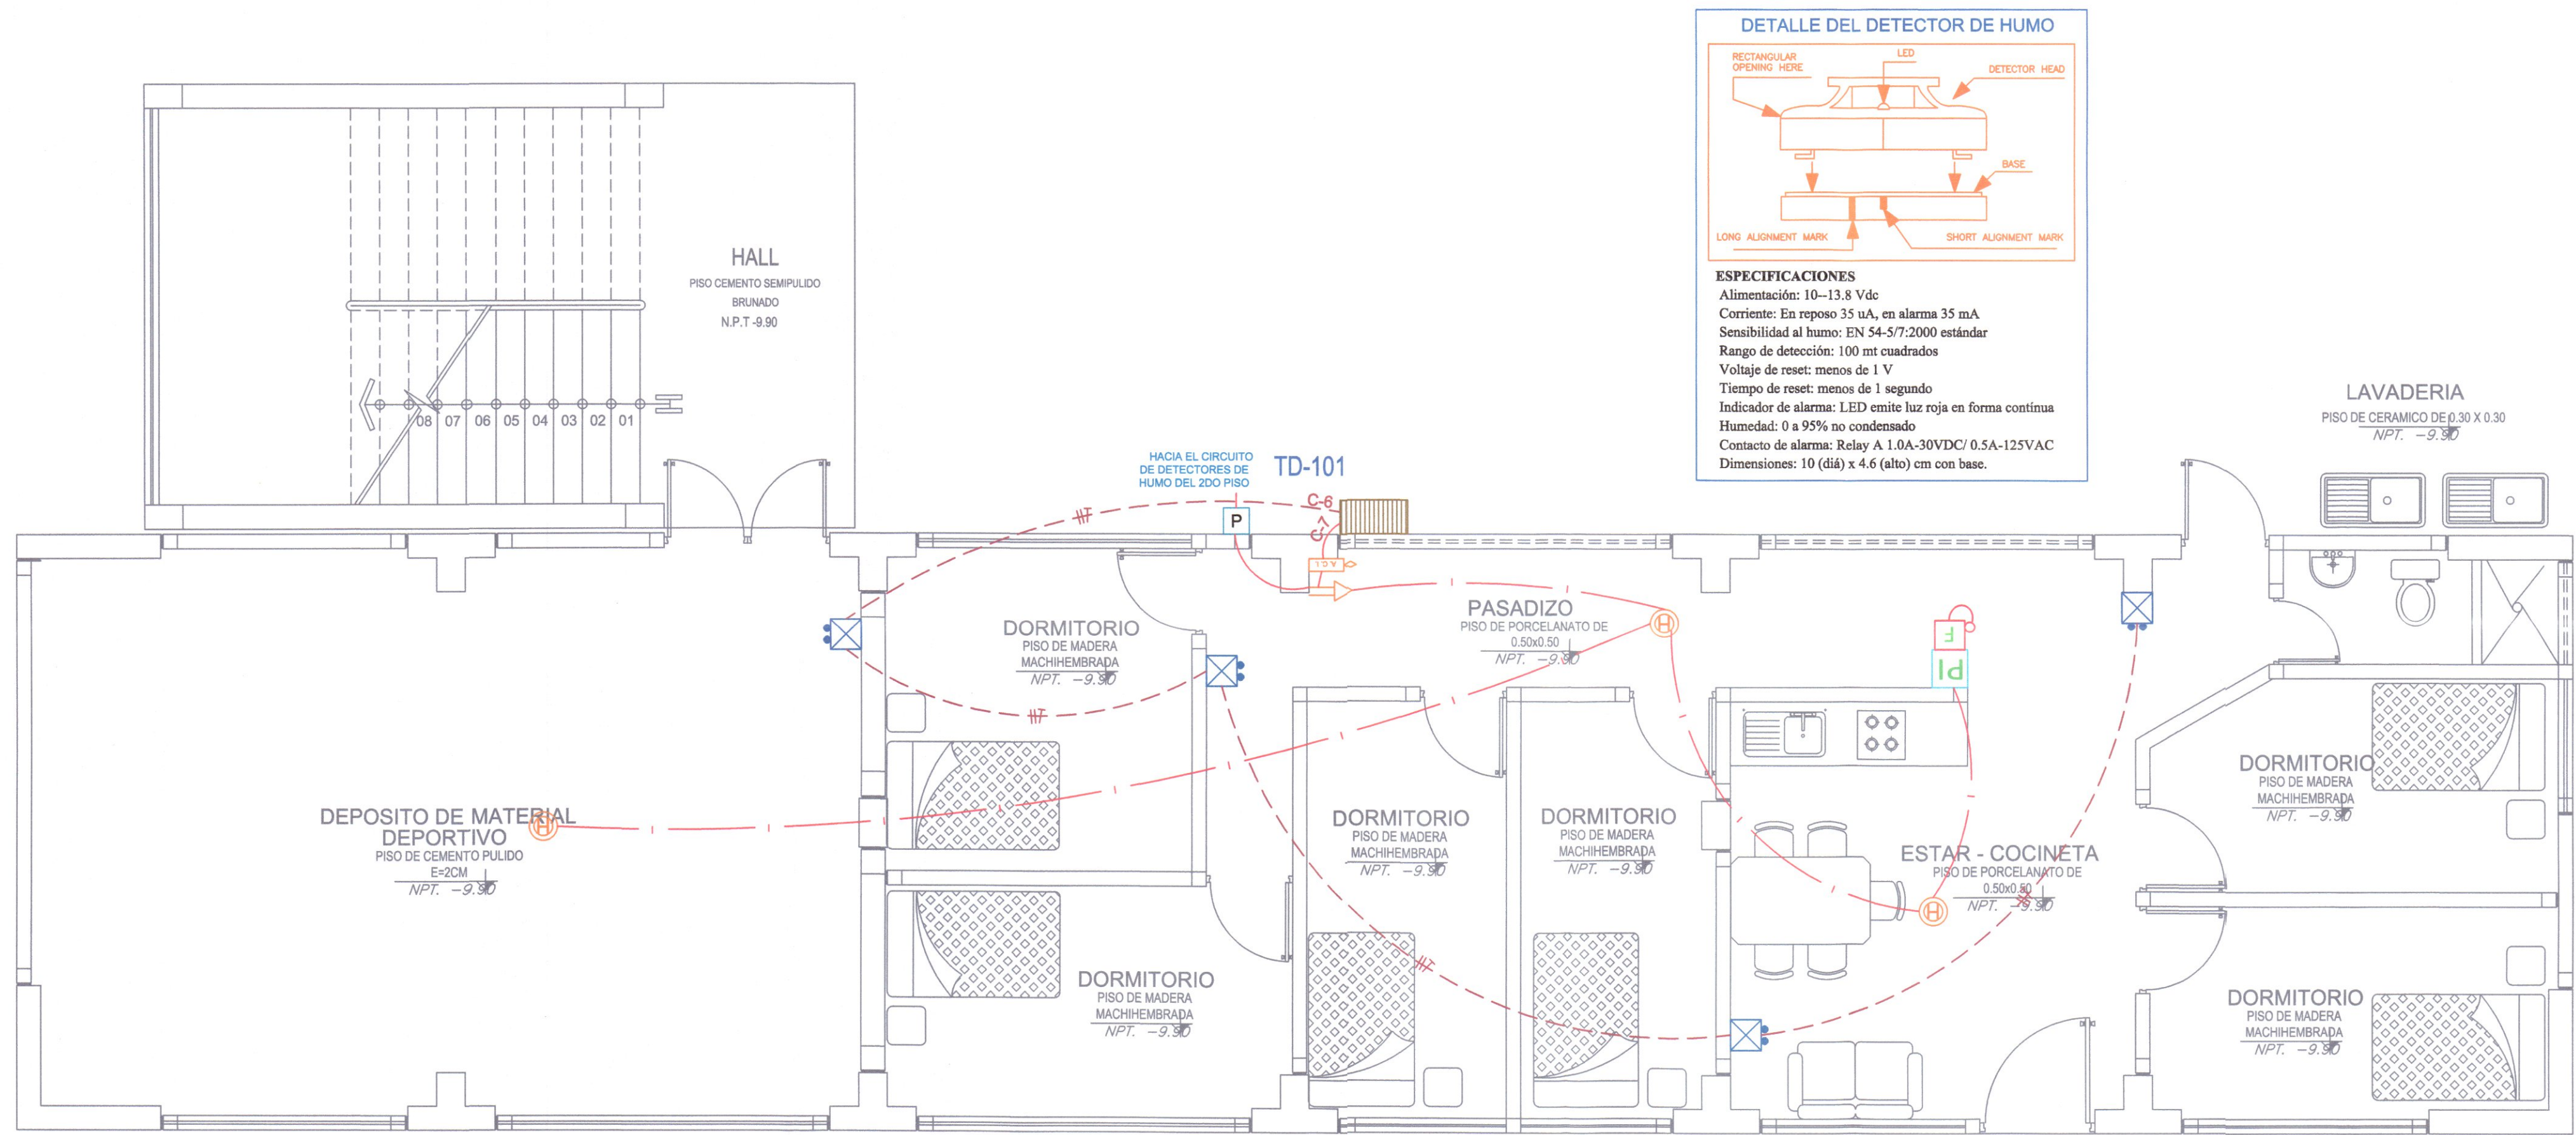 DETALLE DEL DETECTOR DE HUMO
RECTANGULAR
OPENING HERE
LED
DETECTOR HEAD
BASE
LONG ALIGNMENT MARK
SHORT ALIGNMENT MARK
ESPECIFICACIONES
Alimentación: 10--13.8 Vdc
Corriente: En reposo 35 uA, en alarma 35 mA
Sensibilidad al humo: EN 54-5/7:2000 estándar
Rango de detección: 100 mt cuadrados
Voltaje de reset: menos de 1 V
Tiempo de reset: menos de 1 segundo
Indicador de alarma: LED emite luz roja en forma contínua
Humedad: 0 a 95% no condensado
Contacto de alarma: Relay A 1.0A-30VDC/ 0.5A-125VAC
Dimensiones: 10 (diá) x 4.6 (alto) cm con base.
HALL
PISO CEMENTO SEMIPULIDO
BRUNADO
N.P.T -9.90
08 07 06 05 04 03 02 01
H
LAVADERIA
PISO DE CERAMICO DE 0.30 X 0.30
NPT. -9.90
HACIA EL CIRCUITO
DE DETECTORES DE
HUMO DEL 2DO PISO
TD-101
C-6
C-7
P
ACL
DORMITORIO
PISO DE MADERA
MACHIHEMBRADA
NPT. -9.90
PASADIZO
PISO DE PORCELANATO DE
0.50x0.50
NPT. -9.90
H
F
PI
DORMITORIO
PISO DE MADERA
MACHIHEMBRADA
NPT. -9.90
DEPOSITO DE MATERIAL
DEPORTIVO
PISO DE CEMENTO PULIDO
E=2CM
NPT. -9.90
H
DORMITORIO
PISO DE MADERA
MACHIHEMBRADA
NPT. -9.90
DORMITORIO
PISO DE MADERA
MACHIHEMBRADA
NPT. -9.90
ESTAR - COCINETA
PISO DE PORCELANATO DE
0.50x0.50
NPT. -9.90
H
DORMITORIO
PISO DE MADERA
MACHIHEMBRADA
NPT. -9.90
DORMITORIO
PISO DE MADERA
MACHIHEMBRADA
NPT. -9.90